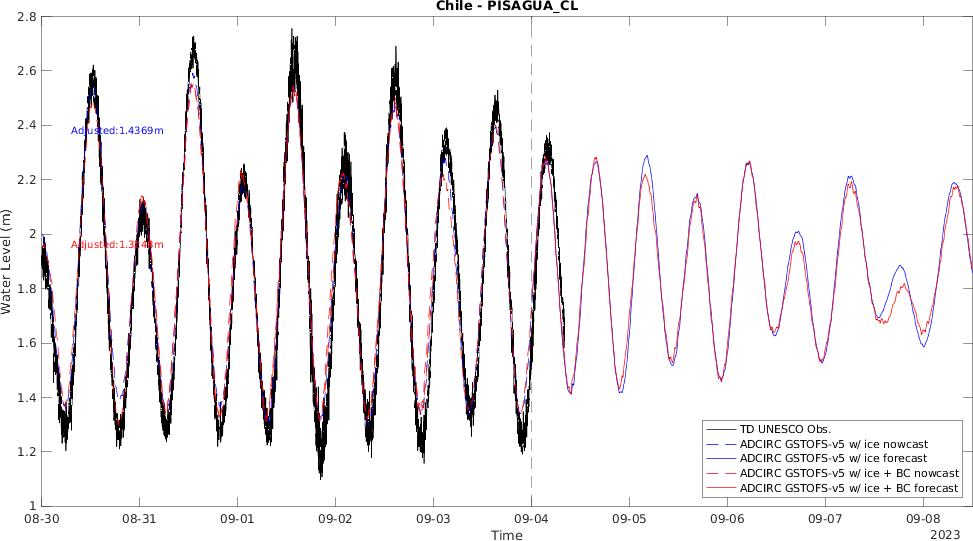 Chile - PISAGUA_CL
2.8
2.6
2.4
2.2
2
1.8
1.6
1.4
1.2
1
Water Level (m)
Adjusted:1.4369m
TD UNESCO Obs.
ADCIRC GSTOFS-v5 w/ ice nowcast
ADCIRC GSTOFS-v5 w/ ice forecast
ADCIRC GSTOFS-v5 w/ ice + BC nowcast
ADCIRC GSTOFS-v5 w/ ice + BC forecast
08-30 08-31 09-01 09-02 09-03 09-04 09-05 09-06 09-07 09-08
Time
2023